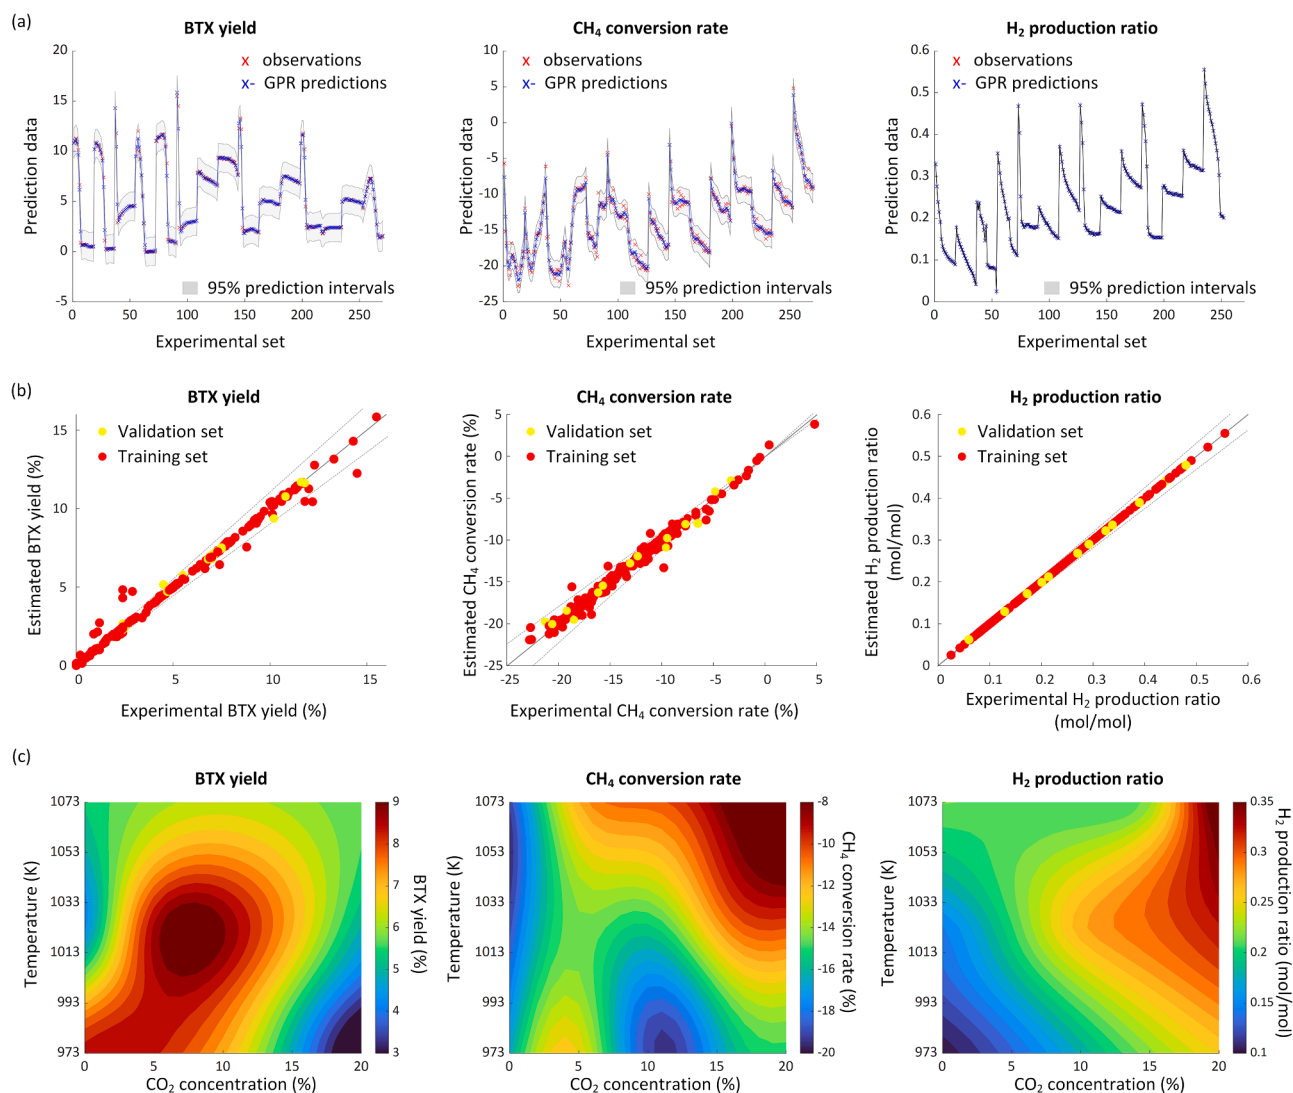 (a)
BTX yield
CH₄ conversion rate
H₂ production ratio
20
15
10
5
0
-5
Prediction data
x observations
x- GPR predictions
95% prediction intervals
0 50 100 150 200 250
Experimental set
10
5
0
-5
-10
-15
-20
-25
Prediction data
x observations
x- GPR predictions
95% prediction intervals
0 50 100 150 200 250
Experimental set
0.6
0.5
0.4
0.3
0.2
0.1
0
Prediction data
x observations
x- GPR predictions
95% prediction intervals
0 50 100 150 200 250
Experimental set
(b)
BTX yield
CH₄ conversion rate
H₂ production ratio
15
10
5
0
Estimated BTX yield (%)
Validation set
Training set
0 5 10 15
Experimental BTX yield (%)
5
0
-5
-10
-15
-20
-25
Estimated CH₄ conversion rate (%)
Validation set
Training set
-25 -20 -15 -10 -5 0 5
Experimental CH₄ conversion rate (%)
0.6
0.5
0.4
0.3
0.2
0.1
0
Estimated H₂ production ratio
(mol/mol)
Validation set
Training set
0 0.1 0.2 0.3 0.4 0.5 0.6
Experimental H₂ production ratio
(mol/mol)
(c)
BTX yield
CH₄ conversion rate
H₂ production ratio
1073
1053
1033
1013
993
973
Temperature (K)
0 5 10 15 20
CO₂ concentration (%)
9
8
7
6
5
4
3
BTX yield (%)
1073
1053
1033
1013
993
973
Temperature (K)
0 5 10 15 20
CO₂ concentration (%)
-8
-10
-12
-14
-16
-18
-20
CH₄ conversion rate (%)
1073
1053
1033
1013
993
973
Temperature (K)
0 5 10 15 20
CO₂ concentration (%)
0.35
0.3
0.25
0.2
0.15
0.1
H₂ production ratio (mol/mol)